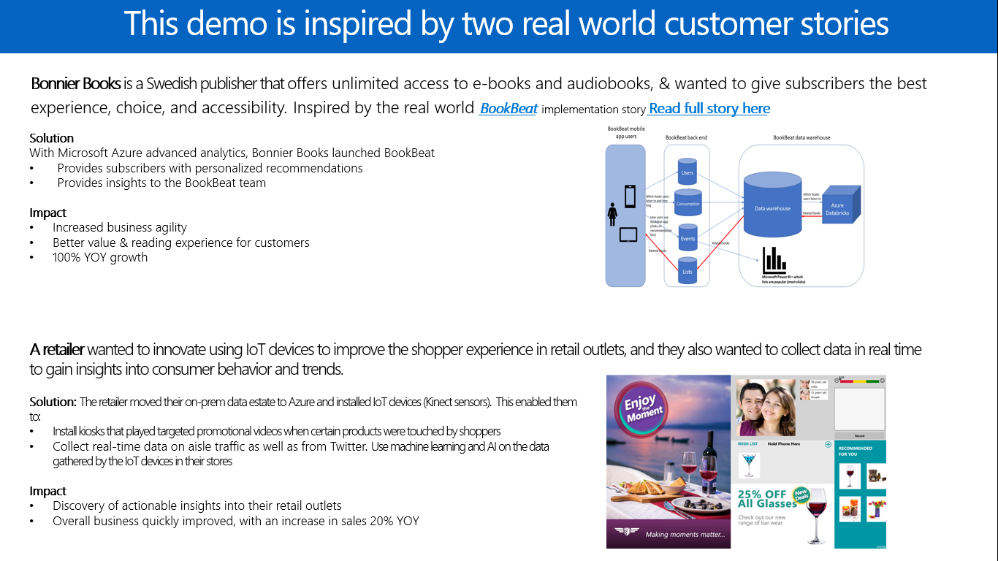 This demo is inspired by two real world customer stories
Bonnier Books is a Swedish publisher that offers unlimited access to e-books and audiobooks, & wanted to give subscribers the best
experience, choice, and accessibility. Inspired by the real world BookBeat implementation story Read full story here
Solution
With Microsoft Azure advanced analytics, Bonnier Books launched BookBeat
• Provides subscribers with personalized recommendations
• Provides insights to the BookBeat team
Impact
• Increased business agility
• Better value & reading experience for customers
• 100% YOY growth
BookBeat mobile
app users
BookBeat back end
BookBeat data warehouse
Users
Consumption
Events
Lists
Data warehouse
Azure
Databricks
Related books
Related books
Microsoft Power BI – which
lists are popular (most clicks)
A retailer wanted to innovate using IoT devices to improve the shopper experience in retail outlets, and they also wanted to collect data in real time
to gain insights into consumer behavior and trends.
Solution: The retailer moved their on-prem data estate to Azure and installed IoT devices (Kinect sensors). This enabled them
to:
• Install kiosks that played targeted promotional videos when certain products were touched by shoppers
• Collect real-time data on aisle traffic as well as from Twitter. Use machine learning and AI on the data
gathered by the IoT devices in their stores
Impact
• Discovery of actionable insights into their retail outlets
• Overall business quickly improved, with an increase in sales 20% YOY
Enjoy
Moment
Making moments matter...
WISH LIST Hold Phone Here
25% OFF
All Glasses
New
Deals
Check out our new
range of bar wear.
RECOMMENDED
FOR YOU